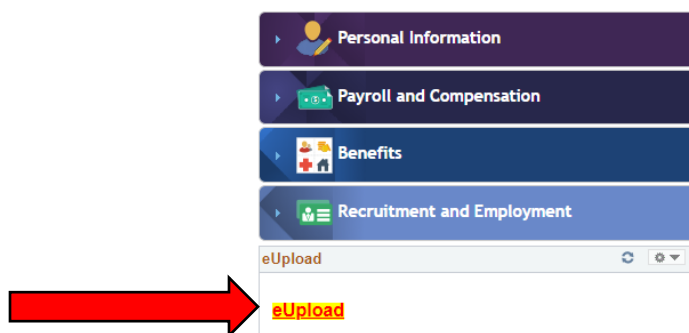 Personal Information
Payroll and Compensation
Benefits
Recruitment and Employment
eUpload
eUpload